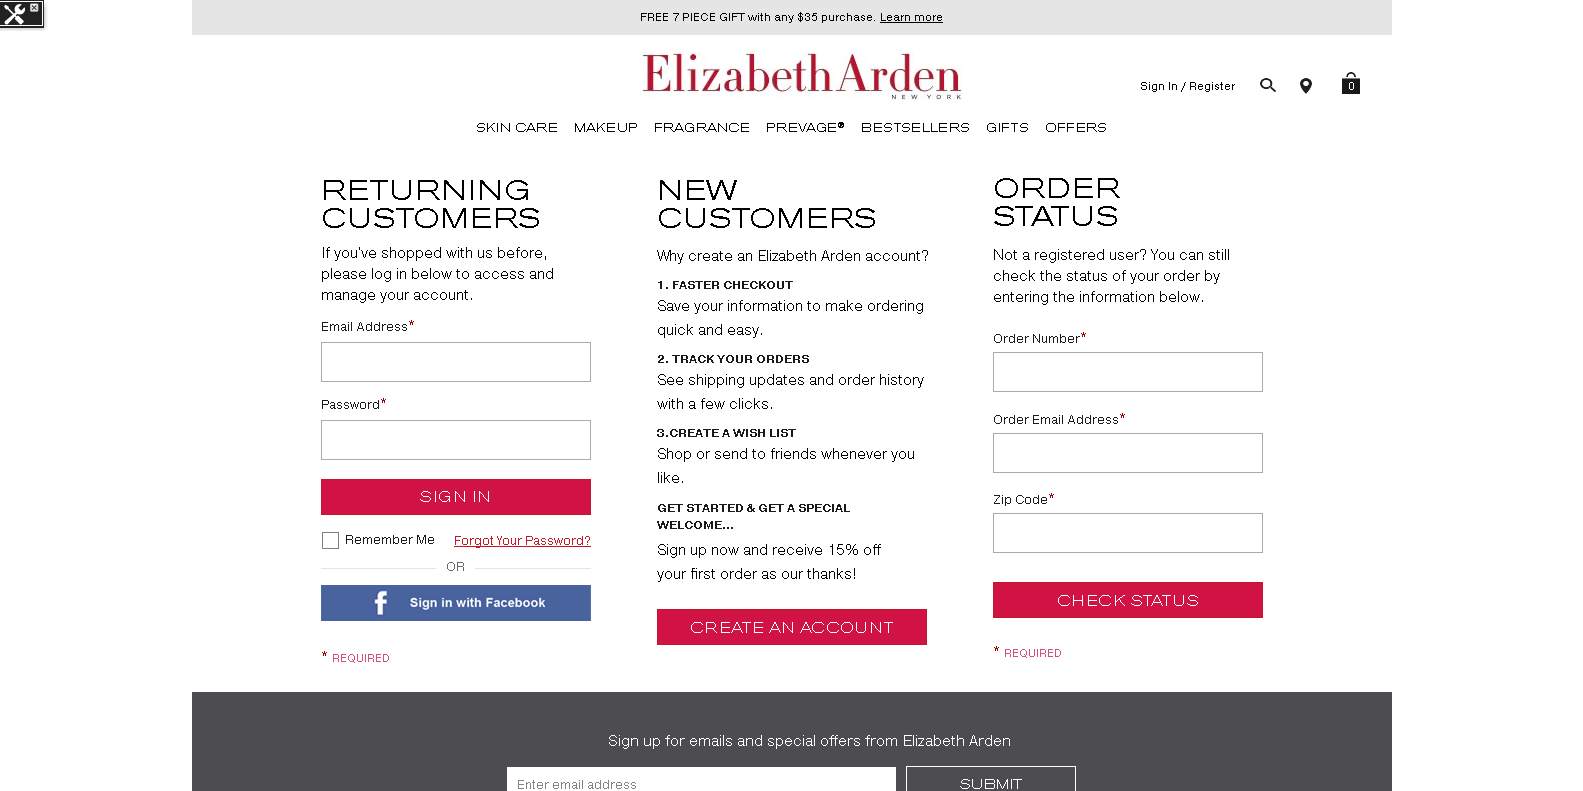 FREE 7 PIECE GIFT with any $35 purchase. Learn more
Elizabeth Arden
NEW YORK
Sign In / Register
0
SKIN CARE MAKEUP FRAGRANCE PREVAGE® BESTSELLERS GIFTS OFFERS
RETURNING
CUSTOMERS
If you've shopped with us before,
please log in below to access and
manage your account.
Email Address*
Password*
SIGN IN
Remember Me Forgot Your Password?
OR
Sign in with Facebook
* REQUIRED
NEW
CUSTOMERS
Why create an Elizabeth Arden account?
1. FASTER CHECKOUT
Save your information to make ordering
quick and easy.
2. TRACK YOUR ORDERS
See shipping updates and order history
with a few clicks.
3.CREATE A WISH LIST
Shop or send to friends whenever you
like.
GET STARTED & GET A SPECIAL
WELCOME...
Sign up now and receive 15% off
your first order as our thanks!
CREATE AN ACCOUNT
ORDER
STATUS
Not a registered user? You can still
check the status of your order by
entering the information below.
Order Number*
Order Email Address*
Zip Code*
CHECK STATUS
* REQUIRED
Sign up for emails and special offers from Elizabeth Arden
Enter email address
SUBMIT